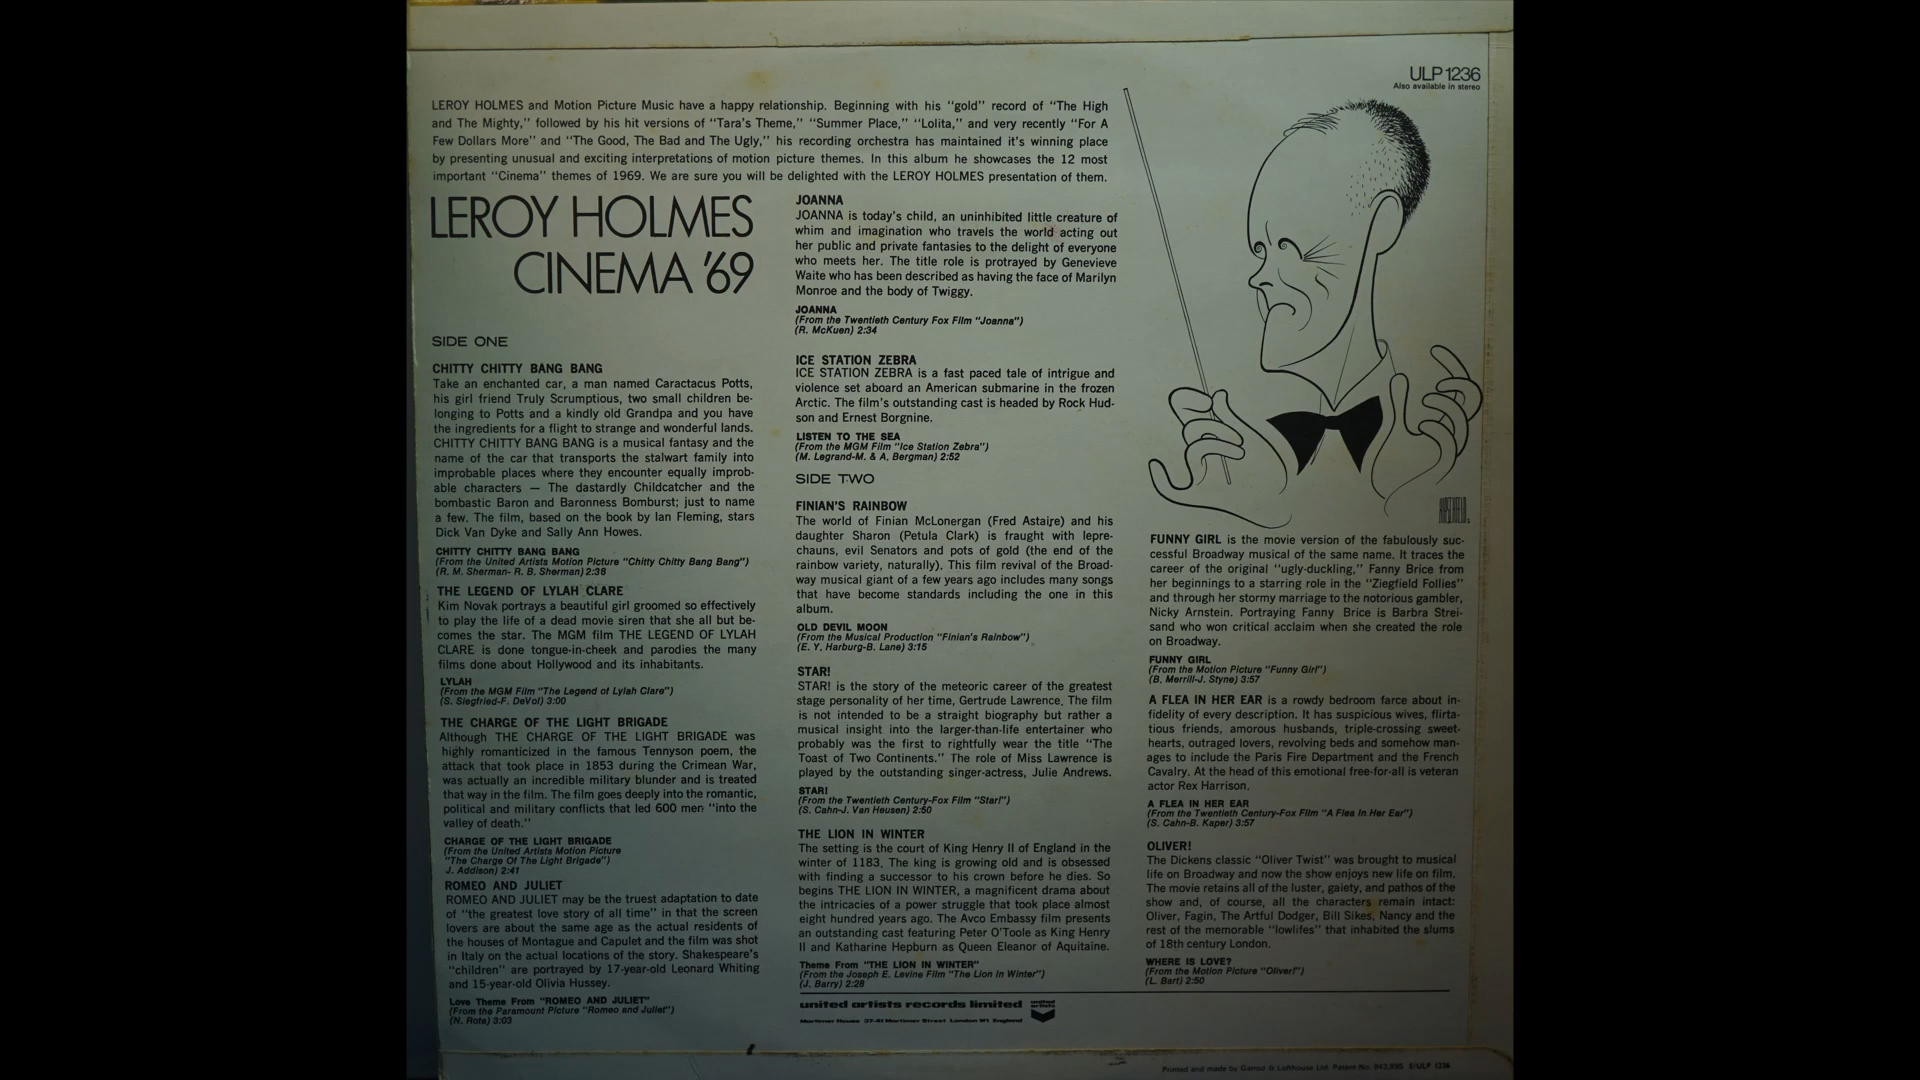 ULP 1236
Also available in stereo
LEROY HOLMES and Motion Picture Music have a happy relationship. Beginning with his "gold" record of "The High
and The Mighty," followed by his hit versions of "Tara's Theme," "Summer Place," "Lolita," and very recently "For A
Few Dollars More" and "The Good, The Bad and The Ugly," his recording orchestra has maintained it's winning place
by presenting unusual and exciting interpretations of motion picture themes. In this album he showcases the 12 most
important "Cinema" themes of 1969. We are sure you will be delighted with the LEROY HOLMES presentation of them.
LEROY HOLMES
CINEMA '69
SIDE ONE
CHITTY CHITTY BANG BANG
Take an enchanted car, a man named Caractacus Potts,
his girl friend Truly Scrumptious, two small children be-
longing to Potts and a kindly old Grandpa and you have
the ingredients for a flight to strange and wonderful lands.
CHITTY CHITTY BANG BANG is a musical fantasy and the
name of the car that transports the stalwart family into
improbable places where they encounter equally improb-
able characters — The dastardly Childcatcher and the
bombastic Baron and Baronness Bomburst; just to name
a few. The film, based on the book by Ian Fleming, stars
Dick Van Dyke and Sally Ann Howes.
CHITTY CHITTY BANG BANG
(From the United Artists Motion Picture "Chitty Chitty Bang Bang")
(R. M. Sherman- R. B. Sherman) 2:38
THE LEGEND OF LYLAH CLARE
Kim Novak portrays a beautiful girl groomed so effectively
to play the life of a dead movie siren that she all but be-
comes the star. The MGM film THE LEGEND OF LYLAH
CLARE is done tongue-in-cheek and parodies the many
films done about Hollywood and its inhabitants.
LYLAH
(From the MGM Film "The Legend of Lylah Clare")
(S. Siegfried-F. DeVol) 3:00
THE CHARGE OF THE LIGHT BRIGADE
Although THE CHARGE OF THE LIGHT BRIGADE was
highly romanticized in the famous Tennyson poem, the
attack that took place in 1853 during the Crimean War,
was actually an incredible military blunder and is treated
that way in the film. The film goes deeply into the romantic,
political and military conflicts that led 600 men "into the
valley of death."
CHARGE OF THE LIGHT BRIGADE
(From the United Artists Motion Picture
"The Charge Of The Light Brigade")
J. Addison) 2:41
ROMEO AND JULIET
ROMEO AND JULIET may be the truest adaptation to date
of "the greatest love story of all time" in that the screen
lovers are about the same age as the actual residents of
the houses of Montague and Capulet and the film was shot
in Italy on the actual locations of the story. Shakespeare's
"children" are portrayed by 17-year-old Leonard Whiting
and 15-year-old Olivia Hussey.
Love Theme From "ROMEO AND JULIET"
(From the Paramount Picture "Romeo and Juliet")
(N. Rota) 3:03
JOANNA
JOANNA is today's child, an uninhibited little creature of
whim and imagination who travels the world acting out
her public and private fantasies to the delight of everyone
who meets her. The title role is protrayed by Genevieve
Waite who has been described as having the face of Marilyn
Monroe and the body of Twiggy.
JOANNA
(From the Twentieth Century Fox Film "Joanna")
(R. McKuen) 2:34
ICE STATION ZEBRA
ICE STATION ZEBRA is a fast paced tale of intrigue and
violence set aboard an American submarine in the frozen
Arctic. The film's outstanding cast is headed by Rock Hud-
son and Ernest Borgnine.
LISTEN TO THE SEA
(From the MGM Film "Ice Station Zebra")
(M. Legrand-M. & A. Bergman) 2:52
SIDE TWO
FINIAN'S RAINBOW
The world of Finian McLonergan (Fred Astaire) and his
daughter Sharon (Petula Clark) is fraught with lepre-
chauns, evil Senators and pots of gold (the end of the
rainbow variety, naturally). This film revival of the Broad-
way musical giant of a few years ago includes many songs
that have become standards including the one in this
album.
OLD DEVIL MOON
(From the Musical Production "Finian's Rainbow")
(E. Y. Harburg-B. Lane) 3:15
STAR!
STAR! is the story of the meteoric career of the greatest
stage personality of her time, Gertrude Lawrence. The film
is not intended to be a straight biography but rather a
musical insight into the larger-than-life entertainer who
probably was the first to rightfully wear the title "The
Toast of Two Continents." The role of Miss Lawrence is
played by the outstanding singer-actress, Julie Andrews.
STAR!
(From the Twentieth Century-Fox Film "Star!")
(S. Cahn-J. Van Heusen) 2:50
THE LION IN WINTER
The setting is the court of King Henry II of England in the
winter of 1183. The king is growing old and is obsessed
with finding a successor to his crown before he dies. So
begins THE LION IN WINTER, a magnificent drama about
the intricacies of a power struggle that took place almost
eight hundred years ago. The Avco Embassy film presents
an outstanding cast featuring Peter O'Toole as King Henry
II and Katharine Hepburn as Queen Eleanor of Aquitaine.
Theme From "THE LION IN WINTER"
(From the Joseph E. Levine Film "The Lion In Winter")
(J. Barry) 2:28
HIRSCHFELD
FUNNY GIRL is the movie version of the fabulously suc-
cessful Broadway musical of the same name. It traces the
career of the original "ugly-duckling," Fanny Brice from
her beginnings to a starring role in the "Ziegfield Follies"
and through her stormy marriage to the notorious gambler,
Nicky Arnstein. Portraying Fanny Brice is Barbra Strei-
sand who won critical acclaim when she created the role
on Broadway.
FUNNY GIRL
(From the Motion Picture "Funny Girl")
(B. Merrill-J. Styne) 3:57
A FLEA IN HER EAR is a rowdy bedroom farce about in-
fidelity of every description. It has suspicious wives, flirta-
tious friends, amorous husbands, triple-crossing sweet-
hearts, outraged lovers, revolving beds and somehow man-
ages to include the Paris Fire Department and the French
Cavalry. At the head of this emotional free-for-all is veteran
actor Rex Harrison.
A FLEA IN HER EAR
(From the Twentieth Century-Fox Film "A Flea In Her Ear")
(S. Cahn-B. Kaper) 3:57
OLIVER!
The Dickens classic "Oliver Twist" was brought to musical
life on Broadway and now the show enjoys new life on film.
The movie retains all of the luster, gaiety, and pathos of the
show and, of course, all the characters remain intact:
Oliver, Fagin, The Artful Dodger, Bill Sikes, Nancy and the
rest of the memorable "lowlifes" that inhabited the slums
of 18th century London.
WHERE IS LOVE?
(From the Motion Picture "Oliver!")
(L. Bart) 2:50
united artists records limited
united
artists
Mortimer House 37-41 Mortimer Street London W1 England
Printed and made by Garrod & Lofthouse Ltd. Patent No. 943,895 S/ULP 1236